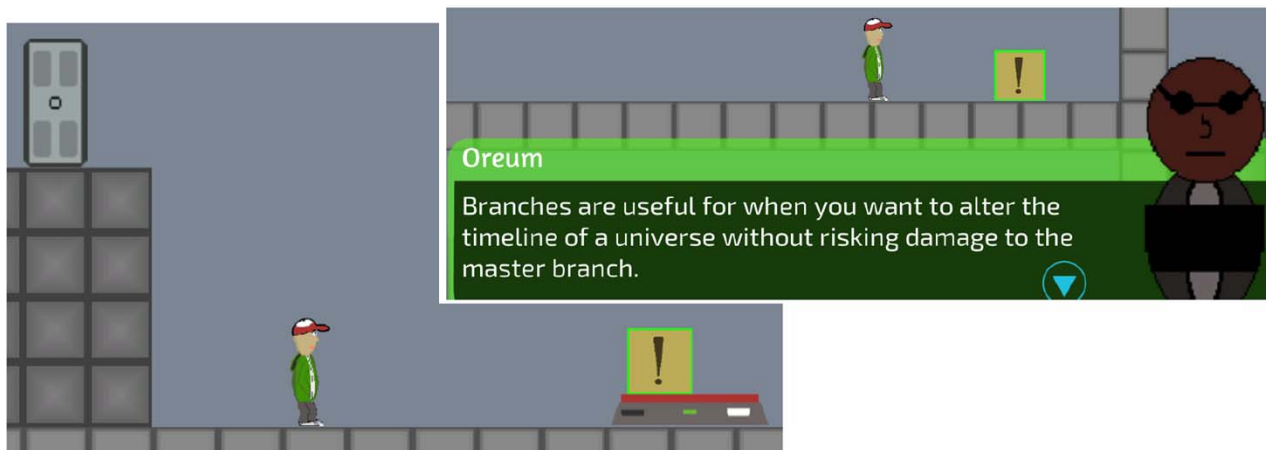 !
Oreum
Branches are useful for when you want to alter the
timeline of a universe without risking damage to the
master branch.
!